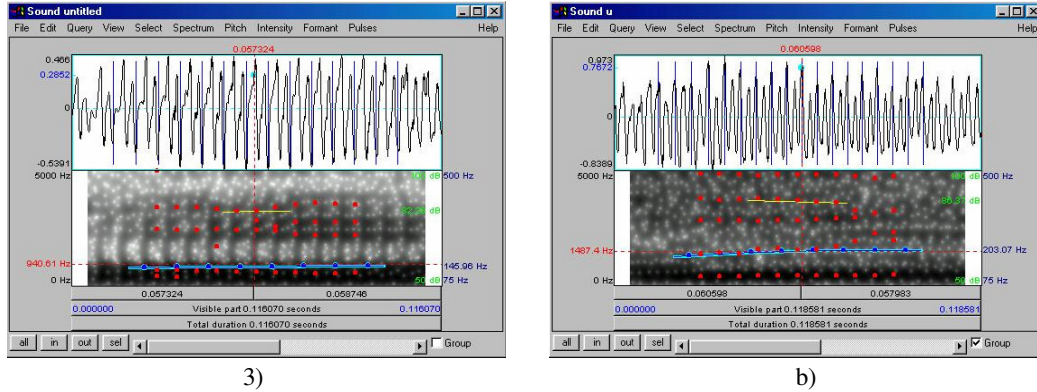 Sound untitled
File Edit Query View Select Spectrum Pitch Intensity Formant Pulses Help
0.057324
0.466
0.2852
0
-0.5391
5000 Hz
500 Hz
940.61 Hz
145.96 Hz
0 Hz
50 dB
75 Hz
0.057324 0.058746
0.000000 Visible part 0.116070 seconds 0.116070
Total duration 0.116070 seconds
all in out sel Group
3)
Sound u
File Edit Query View Select Spectrum Pitch Intensity Formant Pulses Help
0.060598
0.973
0.7672
0
-0.8389
5000 Hz
500 Hz
1487.4 Hz
203.07 Hz
0 Hz
50 dB
75 Hz
0.060598 0.057983
0.000000 Visible part 0.118581 seconds 0.118581
Total duration 0.118581 seconds
all in out sel Group
b)